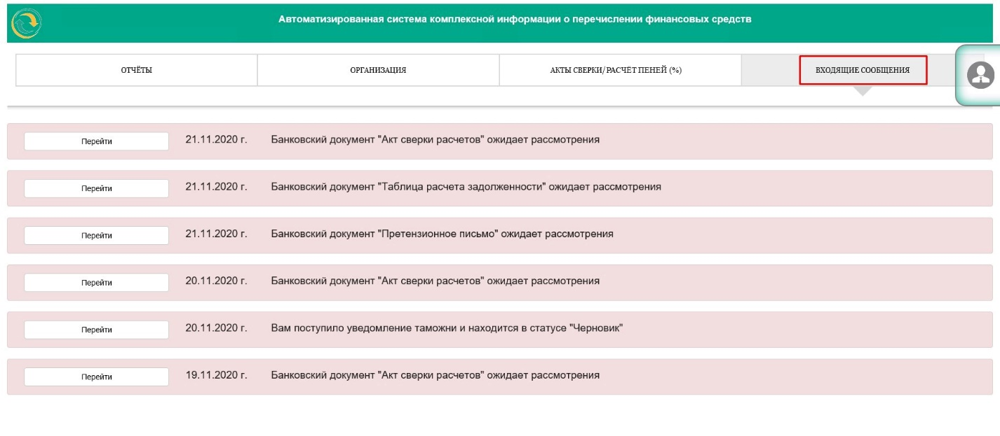 Автоматизированная система комплексной информации о перечислении финансовых средств
ОТЧЁТЫ ОРГАНИЗАЦИЯ АКТЫ СВЕРКИ/РАСЧЁТ ПЕНЕЙ (%) ВХОДЯЩИЕ СООБЩЕНИЯ
Перейти 21.11.2020 г. Банковский документ "Акт сверки расчетов" ожидает рассмотрения
Перейти 21.11.2020 г. Банковский документ "Таблица расчета задолженности" ожидает рассмотрения
Перейти 21.11.2020 г. Банковский документ "Претензионное письмо" ожидает рассмотрения
Перейти 20.11.2020 г. Банковский документ "Акт сверки расчетов" ожидает рассмотрения
Перейти 20.11.2020 г. Вам поступило уведомление таможни и находится в статусе "Черновик"
Перейти 19.11.2020 г. Банковский документ "Акт сверки расчетов" ожидает рассмотрения